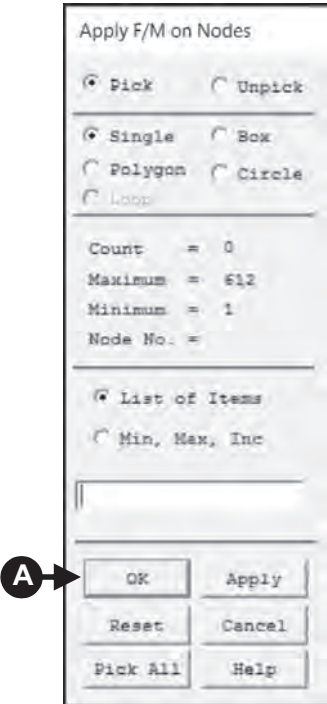 Apply F/M on Nodes
Pick Unpick
Single Box
Polygon Circle
Loop
Count = 0
Maximum = 612
Minimum = 1
Node No. =
List of Items
Min, Max, Inc
A
OK Apply
Reset Cancel
Pick All Help